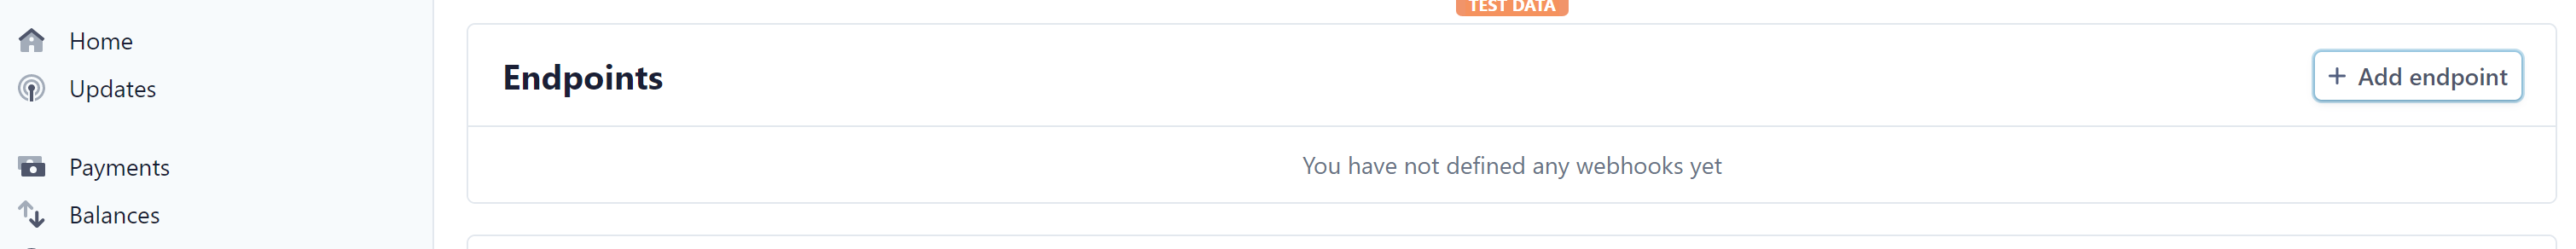 Home
Updates
Payments
Balances
TEST DATA
Endpoints
+ Add endpoint
You have not defined any webhooks yet